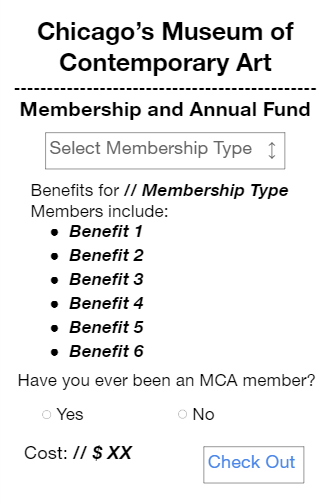 Chicago's Museum of
Contemporary Art
Membership and Annual Fund
Select Membership Type ↕
Benefits for // Membership Type
Members include:
● Benefit 1
● Benefit 2
● Benefit 3
● Benefit 4
● Benefit 5
● Benefit 6
Have you ever been an MCA member?
Yes No
Cost: // $ XX
Check Out